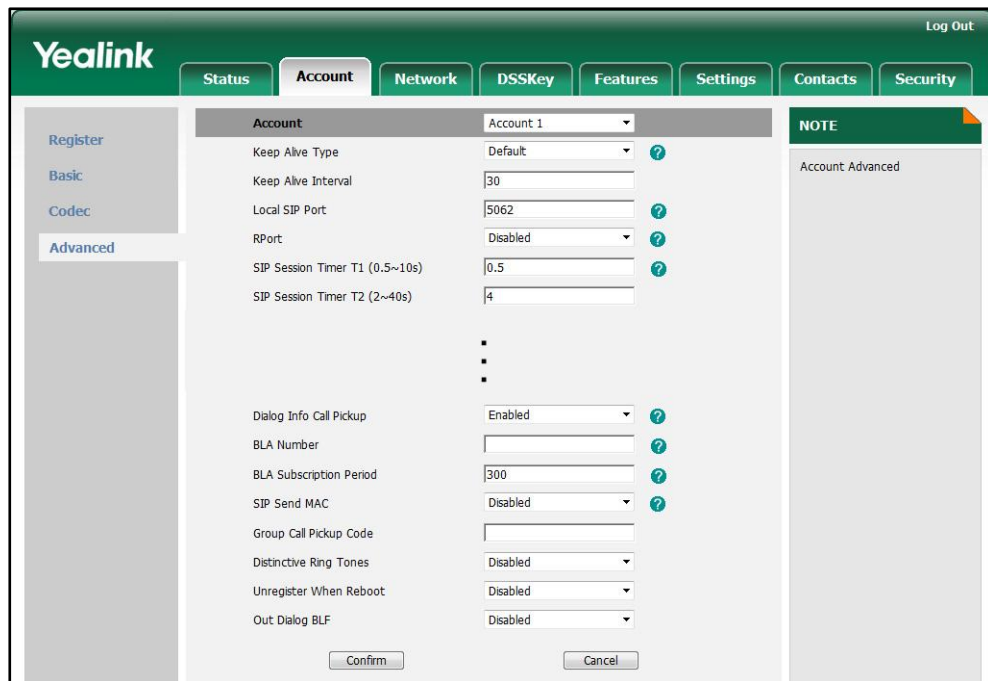 Log Out
Yealink
Status Account Network DSSKey Features Settings Contacts Security
Register
Basic
Codec
Advanced
Account Account 1
Keep Alive Type Default ?
Keep Alive Interval 30
Local SIP Port 5062 ?
RPort Disabled ?
SIP Session Timer T1 (0.5~10s) 0.5 ?
SIP Session Timer T2 (2~40s) 4
Dialog Info Call Pickup Enabled ?
BLA Number ?
BLA Subscription Period 300 ?
SIP Send MAC Disabled ?
Group Call Pickup Code
Distinctive Ring Tones Disabled
Unregister When Reboot Disabled
Out Dialog BLF Disabled
Confirm Cancel
NOTE
Account Advanced